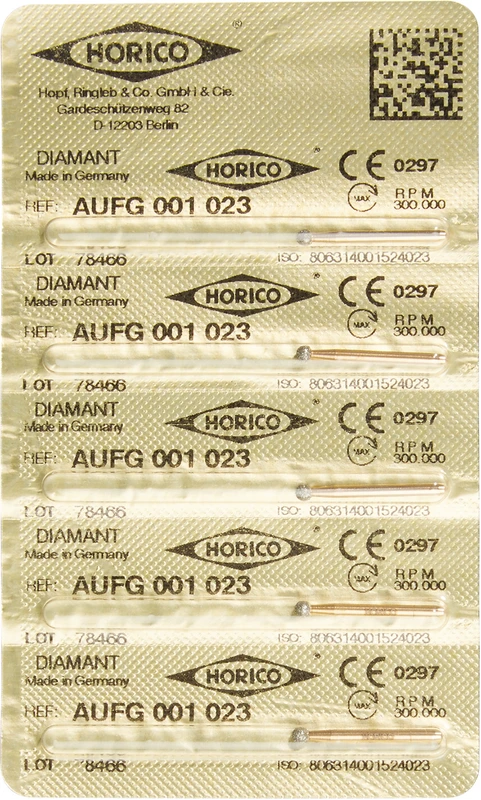 HORICO ®
Hopf, Ringleb & Co. GmbH & Cie.
Gardeschützenweg 82
D-12203 Berlin
DIAMANT HORICO ® CE 0297
Made in Germany MAX RPM
REF: AUFG 001 023 300.000
LOT 78466 ISO: 806314001524023
DIAMANT HORICO ® CE 0297
Made in Germany MAX RPM
REF: AUFG 001 023 300.000
LOT 78466 ISO: 806314001524023
DIAMANT HORICO ® CE 0297
Made in Germany MAX RPM
REF: AUFG 001 023 300.000
LOT 78466 ISO: 806314001524023
DIAMANT HORICO ® CE 0297
Made in Germany MAX RPM
REF: AUFG 001 023 300.000
LOT 78466 ISO: 806314001524023
DIAMANT HORICO ® CE 0297
Made in Germany MAX RPM
REF: AUFG 001 023 300.000
LOT 78466 ISO: 806314001524023